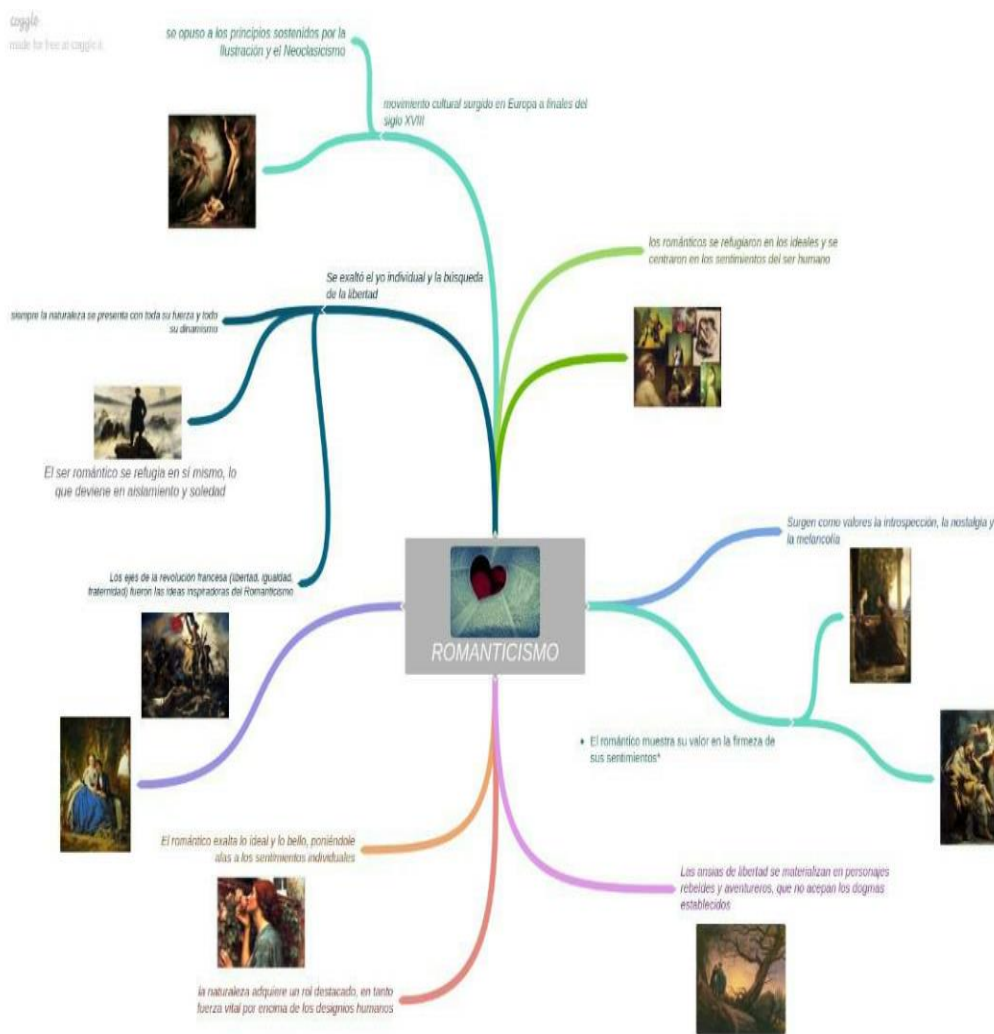 coggle
made for free at coggle.it
se opuso a los principios sostenidos por la
Ilustración y el Neoclasicismo
movimiento cultural surgido en Europa a finales del
siglo XVIII
los románticos se refugiaron en los ideales y se
centraron en los sentimientos del ser humano
Se exaltó el yo individual y la búsqueda
de la libertad
siempre la naturaleza se presenta con toda su fuerza y todo
su dinamismo
El ser romántico se refugia en sí mismo, lo
que deviene en aislamiento y soledad
Surgen como valores la introspección, la nostalgia y
la melancolía
Los ejes de la revolución francesa (libertad, igualdad,
fraternidad) fueron las ideas inspiradoras del Romanticismo
ROMANTICISMO
• El romántico muestra su valor en la firmeza de
sus sentimientos*
El romántico exalta lo ideal y lo bello, poniéndole
alas a los sentimientos individuales
Las ansias de libertad se materializan en personajes
rebeldes y aventureros, que no acepan los dogmas
establecidos
la naturaleza adquiere un rol destacado, en tanto
fuerza vital por encima de los designios humanos